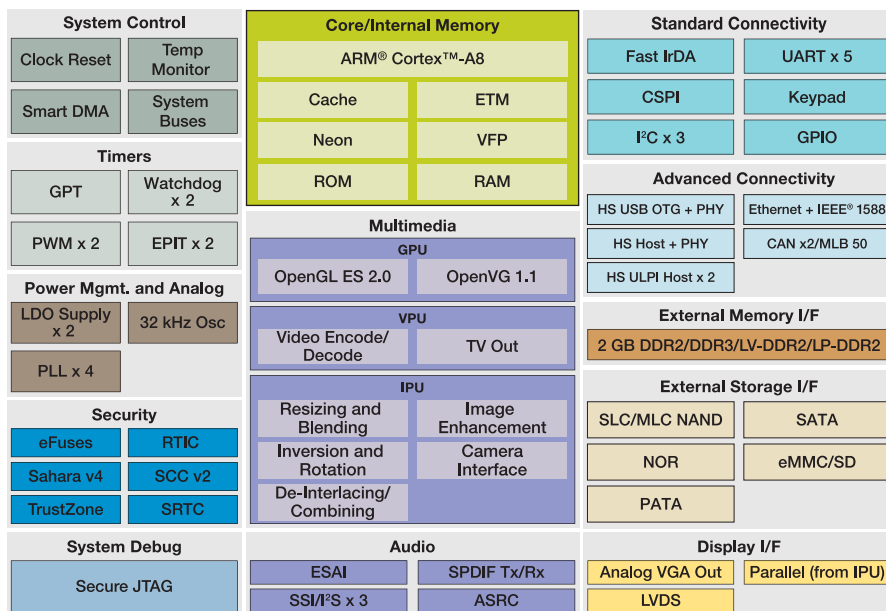 System Control
Clock Reset
Temp
Monitor
Smart DMA
System
Buses
Timers
GPT
Watchdog
x 2
PWM x 2
EPIT x 2
Power Mgmt. and Analog
LDO Supply
x 2
32 kHz Osc
PLL x 4
Security
eFuses
RTIC
Sahara v4
SCC v2
TrustZone
SRTC
System Debug
Secure JTAG
Core/Internal Memory
ARM® Cortex™-A8
Cache
ETM
Neon
VFP
ROM
RAM
Multimedia
GPU
OpenGL ES 2.0
OpenVG 1.1
VPU
Video Encode/
Decode
TV Out
IPU
Resizing and
Blending
Image
Enhancement
Inversion and
Rotation
Camera
Interface
De-Interlacing/
Combining
Audio
ESAI
SPDIF Tx/Rx
SSI/I²S x 3
ASRC
Standard Connectivity
Fast IrDA
UART x 5
CSPI
Keypad
I²C x 3
GPIO
Advanced Connectivity
HS USB OTG + PHY
Ethernet + IEEE® 1588
HS Host + PHY
CAN x2/MLB 50
HS ULPI Host x 2
External Memory I/F
2 GB DDR2/DDR3/LV-DDR2/LP-DDR2
External Storage I/F
SLC/MLC NAND
SATA
NOR
eMMC/SD
PATA
Display I/F
Analog VGA Out
Parallel (from IPU)
LVDS